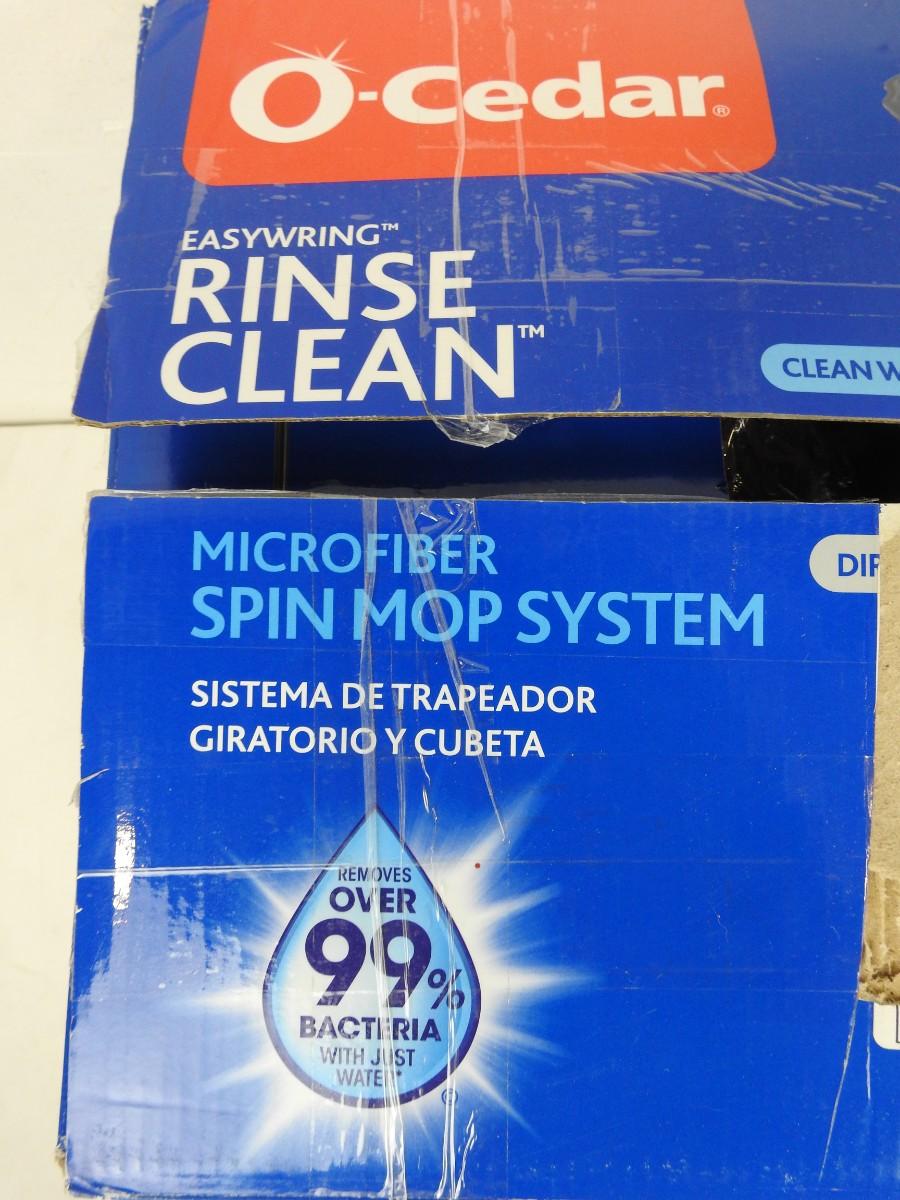 O-Cedar®
EASYWRING™
RINSE
CLEAN™
CLEAN
MICROFIBER
SPIN MOP SYSTEM
SISTEMA DE TRAPEADOR
GIRATORIO Y CUBETA
REMOVES
OVER
99%
BACTERIA
WITH JUST
WATER*